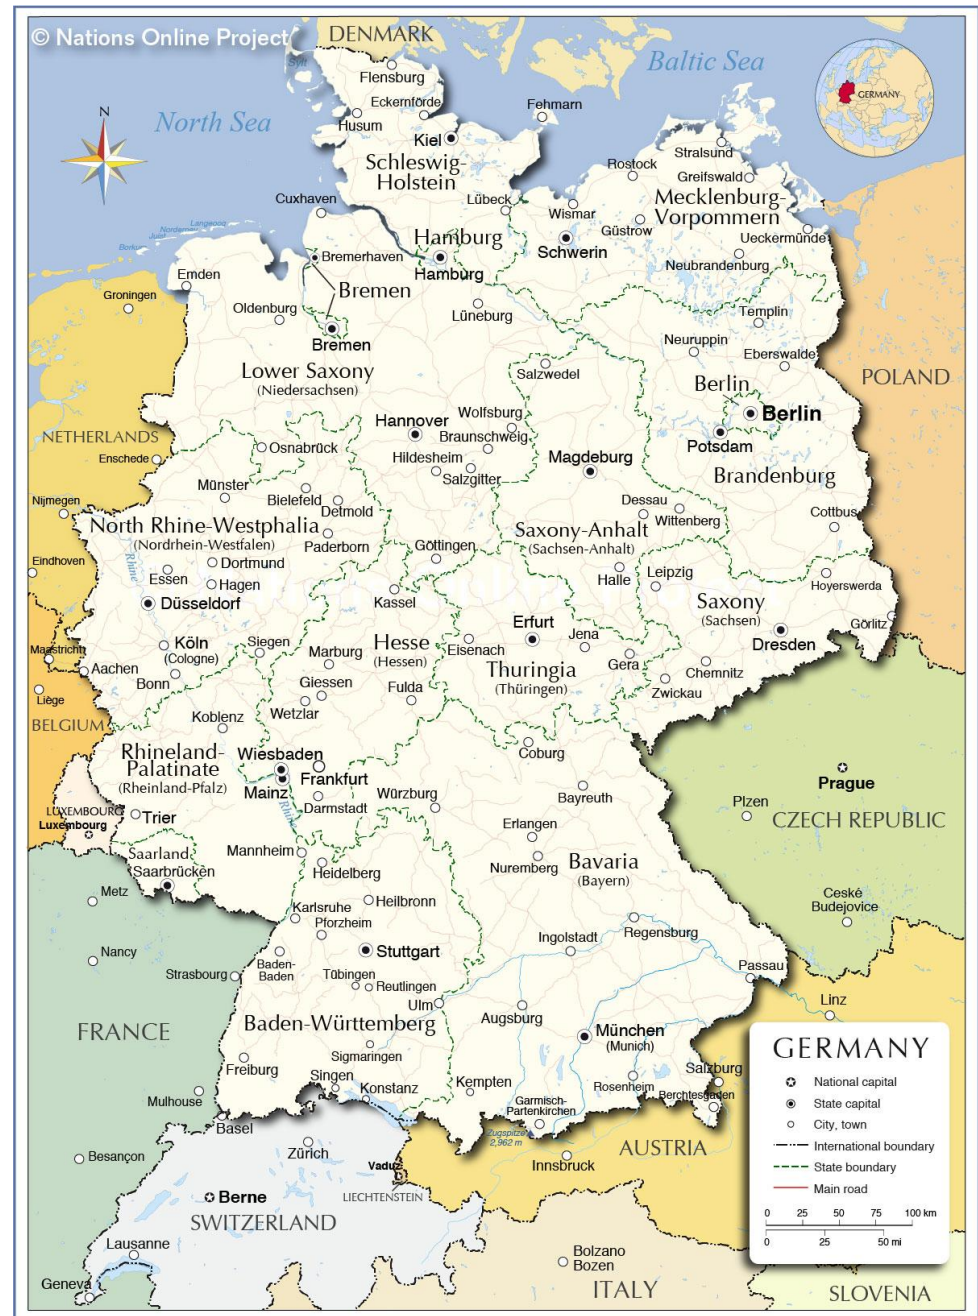 © Nations Online Project
DENMARK
Baltic Sea
North Sea
N
GERMANY
Sylt
Flensburg
Eckernförde
Husum
Kiel
Fehmarn
Schleswig-
Holstein
Stralsund
Rostock
Greifswald
Mecklenburg-
Vorpommern
Cuxhaven
Lübeck
Wismar
Güstrow
Ueckermünde
Langeoog
Norderney
Juist
Borkum
Hamburg
Hamburg
Schwerin
Neubrandenburg
Bremerhaven
Emden
Bremen
Groningen
Oldenburg
Lüneburg
Templin
Bremen
Neuruppin
Eberswalde
Lower Saxony
(Niedersachsen)
Salzwedel
POLAND
Berlin
Berlin
Hannover
Wolfsburg
Braunschweig
Potsdam
NETHERLANDS
Enschede
Osnabrück
Hildesheim
Salzgitter
Magdeburg
Brandenburg
Münster
Bielefeld
Detmold
Nijmegen
Dessau
Wittenberg
Cottbus
North Rhine-Westphalia
(Nordrhein-Westfalen)
Paderborn
Saxony-Anhalt
(Sachsen-Anhalt)
Göttingen
Eindhoven
Rhine
Dortmund
Essen
Hagen
Halle
Leipzig
Hoyerswerda
Düsseldorf
Kassel
Saxony
(Sachsen)
Görlitz
Erfurt
Jena
Dresden
Köln
(Cologne)
Siegen
Hesse
(Hessen)
Eisenach
Maastricht
Aachen
Marburg
Thuringia
(Thüringen)
Gera
Chemnitz
Bonn
Giessen
Fulda
Zwickau
Liège
BELGIUM
Koblenz
Wetzlar
Coburg
Rhineland-
Palatinate
(Rheinland-Pfalz)
Wiesbaden
Frankfurt
Mainz
Prague
Bayreuth
Rhine
Darmstadt
Würzburg
Plzen
LUXEMBOURG
Luxembourg
Trier
CZECH REPUBLIC
Erlangen
Mannheim
Saarland
Saarbrücken
Heidelberg
Nuremberg
Bavaria
(Bayern)
Metz
Ceské
Budejovice
Heilbronn
Karlsruhe
Pforzheim
Regensburg
Ingolstadt
Nancy
Stuttgart
Baden-
Baden
Strasbourg
Tübingen
Reutlingen
Passau
Ulm
Linz
Augsburg
FRANCE
Baden-Württemberg
München
(Munich)
Sigmaringen
Freiburg
Singen
Konstanz
Kempten
Rosenheim
Salzburg
Berchtesgaden
Mulhouse
Garmisch-
Partenkirchen
Basel
Zugspitze
2,962 m
AUSTRIA
Besançon
Zürich
Vaduz
Innsbruck
Berne
LIECHTENSTEIN
SWITZERLAND
Lausanne
Bolzano
Bozen
Geneva
ITALY
SLOVENIA
GERMANY
National capital
State capital
City, town
International boundary
State boundary
Main road
0 25 50 75 100 km
0 25 50 mi